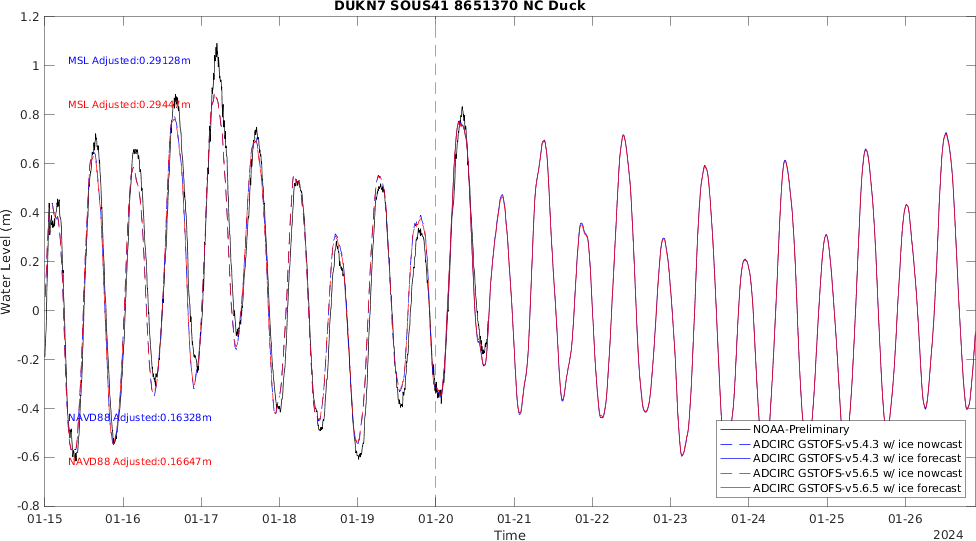 DUKN7 SOUS41 8651370 NC Duck
1.2
1
0.8
0.6
0.4
0.2
0
-0.2
-0.4
-0.6
-0.8
Water Level (m)
MSL Adjusted:0.29128m
MSL Adjusted:0.29447m
NAVD88 Adjusted:0.16328m
NAVD88 Adjusted:0.16647m
NOAA-Preliminary
ADCIRC GSTOFS-v5.4.3 w/ ice nowcast
ADCIRC GSTOFS-v5.4.3 w/ ice forecast
ADCIRC GSTOFS-v5.6.5 w/ ice nowcast
ADCIRC GSTOFS-v5.6.5 w/ ice forecast
01-15 01-16 01-17 01-18 01-19 01-20 01-21 01-22 01-23 01-24 01-25 01-26
Time
2024